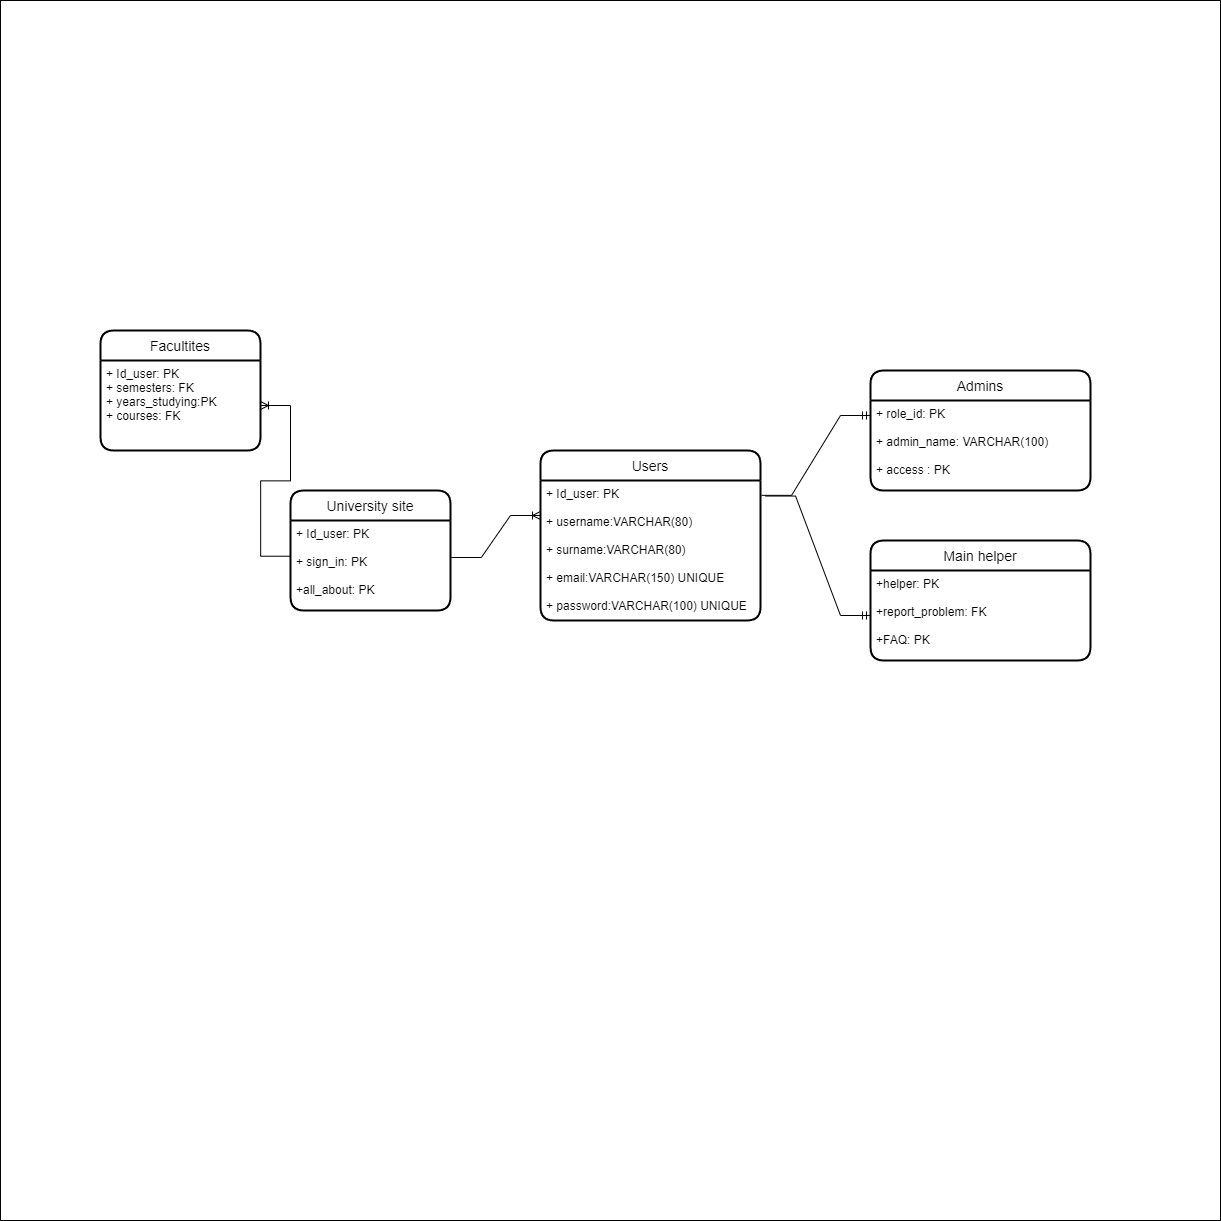 Facultites
+ Id_user: PK
+ semesters: FK
+ years_studying:PK
+ courses: FK
University site
+ Id_user: PK
+ sign_in: PK
+all_about: PK
Users
+ Id_user: PK
+ username:VARCHAR(80)
+ surname:VARCHAR(80)
+ email:VARCHAR(150) UNIQUE
+ password:VARCHAR(100) UNIQUE
Admins
+ role_id: PK
+ admin_name: VARCHAR(100)
+ access : PK
Main helper
+helper: PK
+report_problem: FK
+FAQ: PK